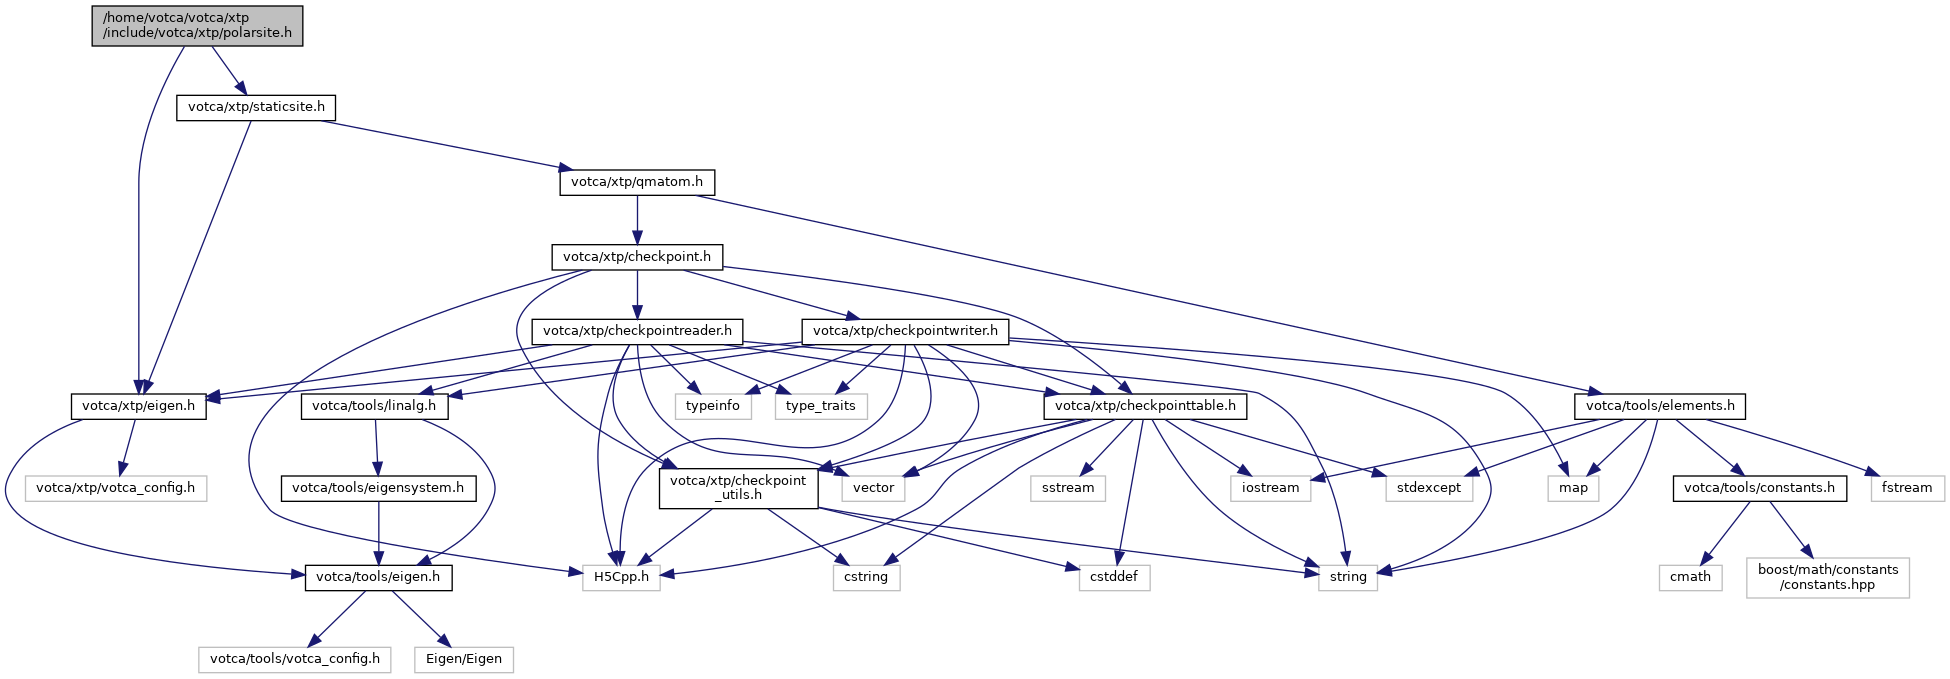 /home/votca/votca/xtp
/include/votca/xtp/polarsite.h
votca/xtp/staticsite.h
votca/xtp/qmatom.h
votca/xtp/checkpoint.h
votca/xtp/checkpointreader.h
votca/xtp/checkpointwriter.h
votca/xtp/eigen.h
votca/tools/linalg.h
typeinfo
type_traits
votca/xtp/checkpointtable.h
votca/tools/elements.h
votca/xtp/votca_config.h
votca/tools/eigensystem.h
votca/xtp/checkpoint
_utils.h
vector
sstream
iostream
stdexcept
map
votca/tools/constants.h
fstream
votca/tools/eigen.h
H5Cpp.h
cstring
cstddef
string
cmath
boost/math/constants
/constants.hpp
votca/tools/votca_config.h
Eigen/Eigen